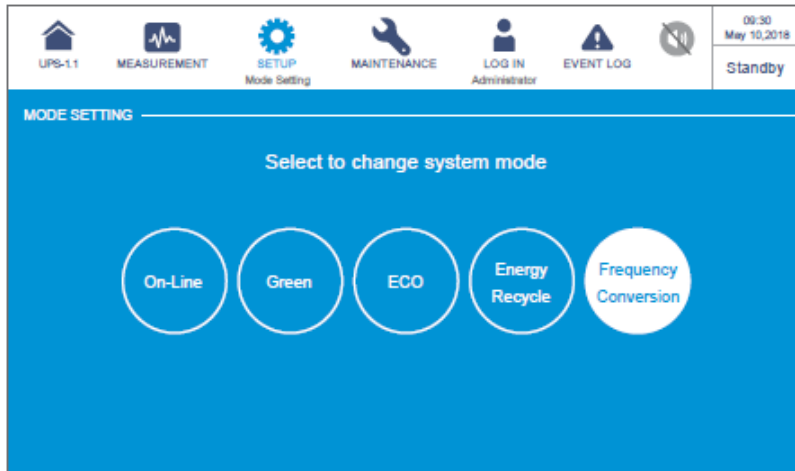 UPS-1.1
MEASUREMENT
SETUP
Mode Setting
MAINTENANCE
LOG IN
Administrator
EVENT LOG
09:30
May 10,2018
Standby
MODE SETTING
Select to change system mode
On-Line
Green
ECO
Energy
Recycle
Frequency
Conversion